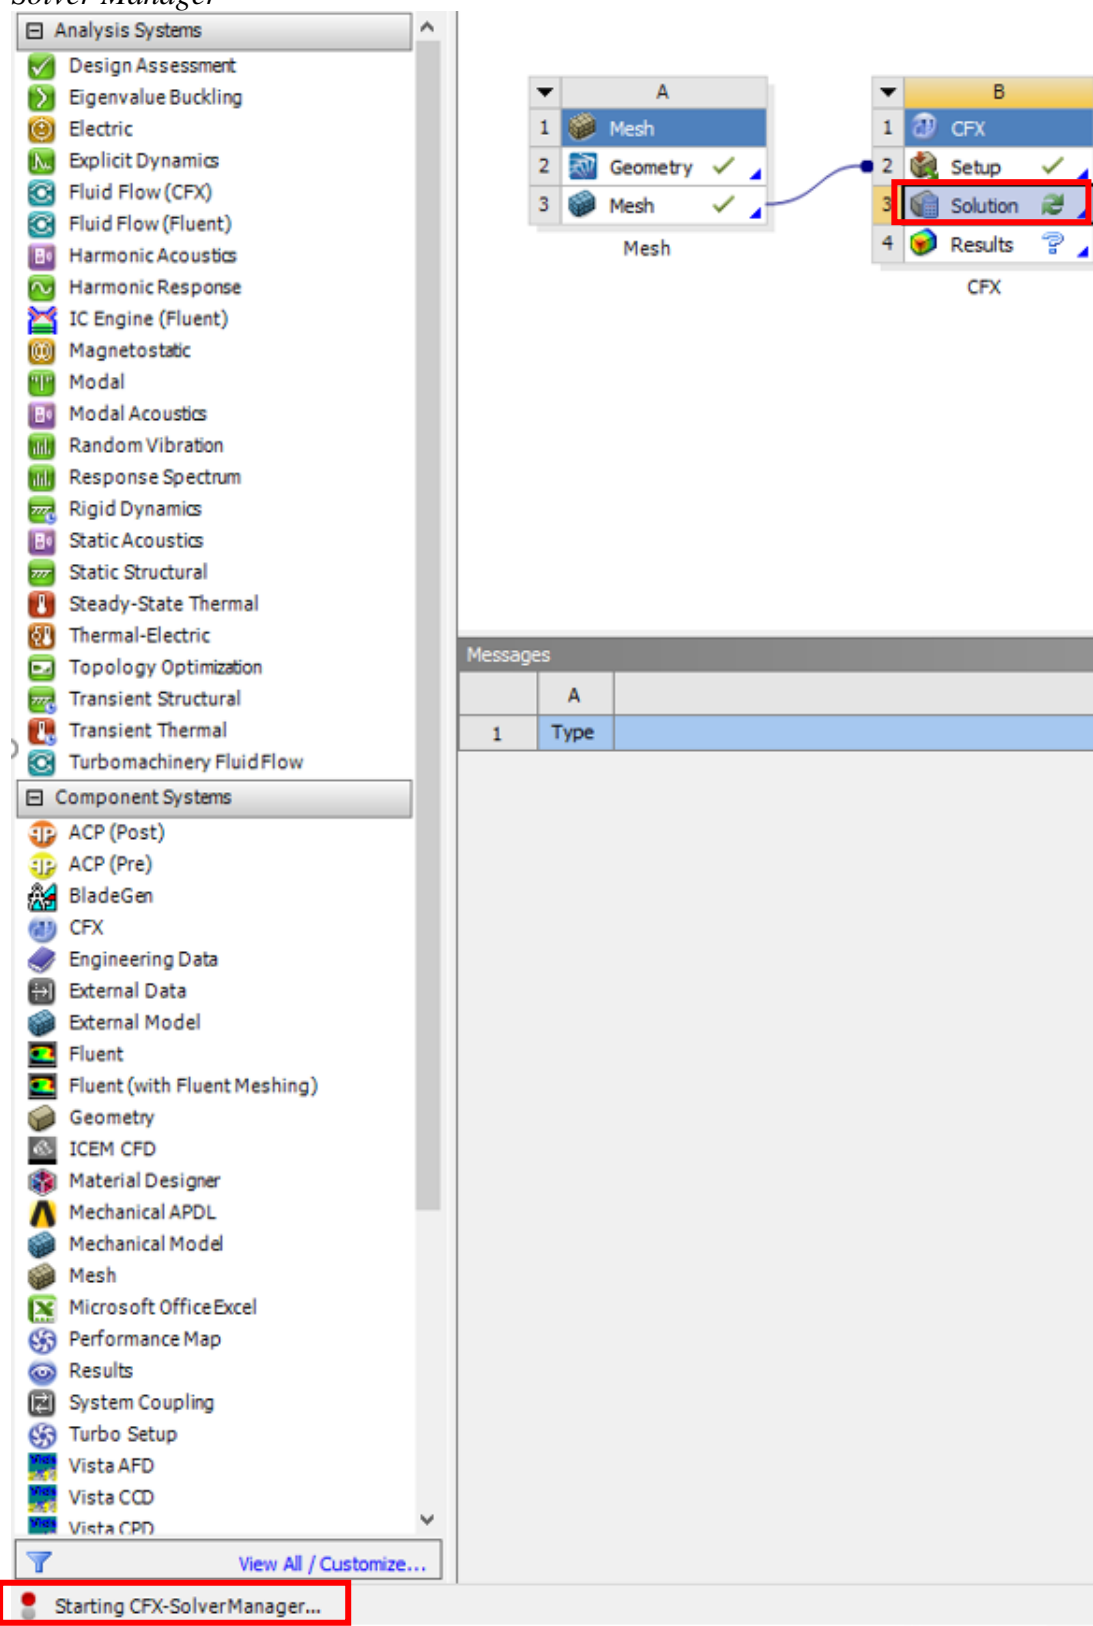 Solver Manager
Analysis Systems
Design Assessment
Eigenvalue Buckling
Electric
Explicit Dynamics
Fluid Flow (CFX)
Fluid Flow (Fluent)
Harmonic Acoustics
Harmonic Response
IC Engine (Fluent)
Magnetostatic
Modal
Modal Acoustics
Random Vibration
Response Spectrum
Rigid Dynamics
Static Acoustics
Static Structural
Steady-State Thermal
Thermal-Electric
Topology Optimization
Transient Structural
Transient Thermal
Turbomachinery Fluid Flow
Component Systems
ACP (Post)
ACP (Pre)
BladeGen
CFX
Engineering Data
External Data
External Model
Fluent
Fluent (with Fluent Meshing)
Geometry
ICEM CFD
Material Designer
Mechanical APDL
Mechanical Model
Mesh
Microsoft Office Excel
Performance Map
Results
System Coupling
Turbo Setup
Vista AFD
Vista CCD
Vista CPD
View All / Customize...
Starting CFX-SolverManager...
A
1 Mesh
2 Geometry
3 Mesh
Mesh
B
1 CFX
2 Setup
3 Solution
4 Results
CFX
Messages
A
1 Type